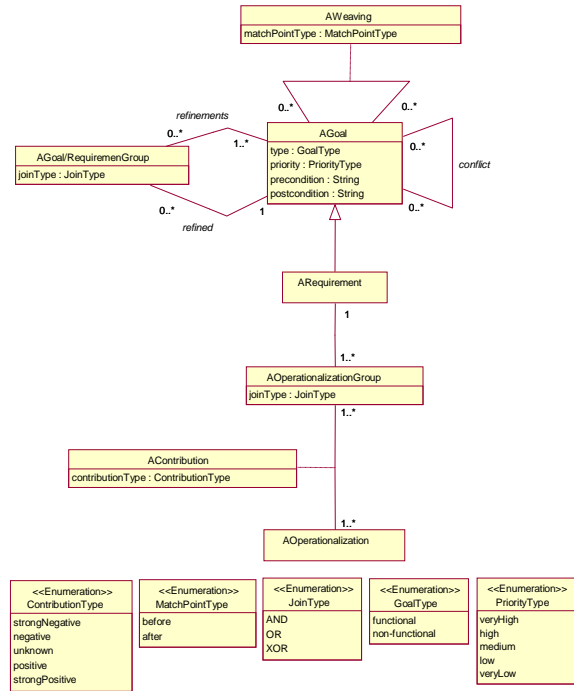 AWeaving
matchPointType : MatchPointType
0..*
0..*
refinements
0..*
1..*
AGoal
type : GoalType
priority : PriorityType
precondition : String
postcondition : String
0..*
conflict
0..*
AGoal/RequiremenGroup
joinType : JoinType
0..*
1
refined
ARequirement
1
1..*
AOperationalizationGroup
joinType : JoinType
1..*
AContribution
contributionType : ContributionType
1..*
AOperationalization
<<Enumeration>>
ContributionType
strongNegative
negative
unknown
positive
strongPositive
<<Enumeration>>
MatchPointType
before
after
<<Enumeration>>
JoinType
AND
OR
XOR
<<Enumeration>>
GoalType
functional
non-functional
<<Enumeration>>
PriorityType
veryHigh
high
medium
low
veryLow